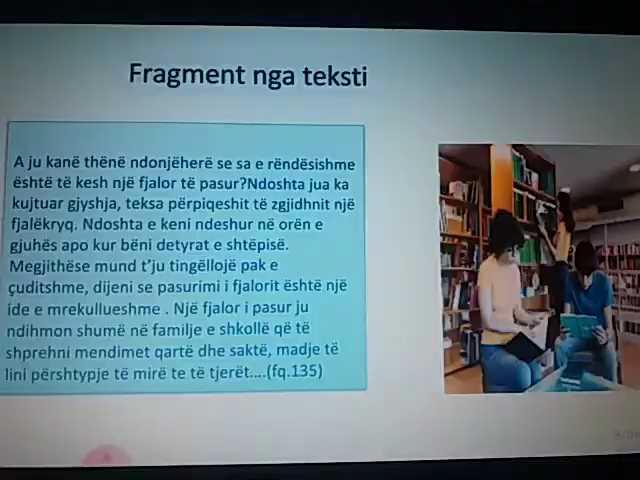 Fragment nga teksti
A ju kanë thënë ndonjëherë se sa e rëndësishme
është të kesh një fjalor të pasur?Ndoshta jua ka
kujtuar gjyshja, teksa përpiqeshit të zgjidhnit një
fjalëkryq. Ndoshta e keni ndeshur në orën e
gjuhës apo kur bëni detyrat e shtëpisë.
Megjithëse mund t'ju tingëllojë pak e
çuditshme, dijeni se pasurimi i fjalorit është një
ide e mrekullueshme . Një fjalor i pasur ju
ndihmon shumë në familje e shkollë që të
shprehni mendimet qartë dhe saktë, madje të
lini përshtypje të mirë te të tjerët....(fq.135)